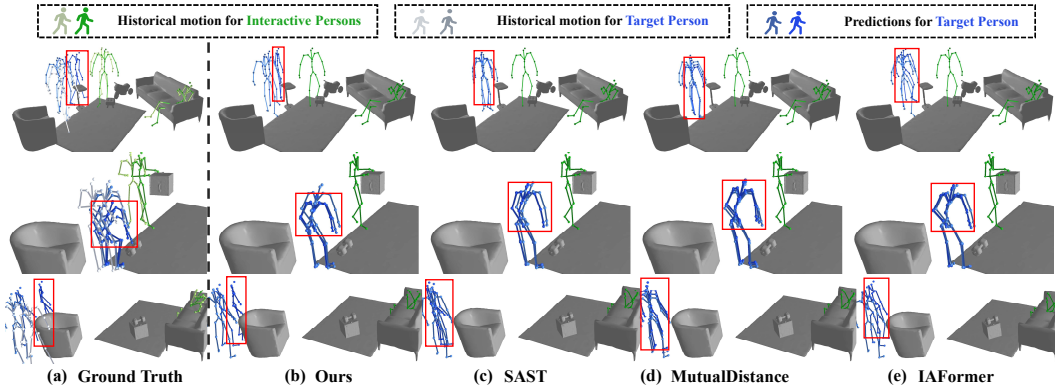 Historical motion for Interactive Persons
Historical motion for Target Person
Predictions for Target Person
(a) Ground Truth
(b) Ours
(c) SAST
(d) MutualDistance
(e) IAFormer